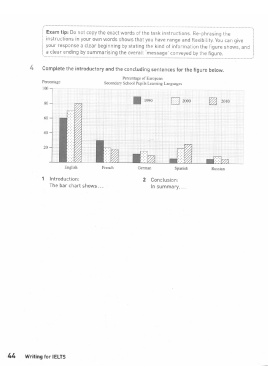 Exam tip: Do not copy the exact words of the task instructions. Re-phrasing the
instructions in your own words shows that you have range and flexibility. You can give
your response a clear beginning by stating the kind of information the figure shows, and
a clear ending by summarising the overall 'message' conveyed by the figure.
4 Complete the introductory and the concluding sentences for the figure below.
Percentage of European
Secondary School Pupils Learning Languages
Percentage
80
60
40
20
English French German Spanish Russian
1 Introduction: 2 Conclusion:
The bar chart shows... In summary, ...
44 Writing for IELTS